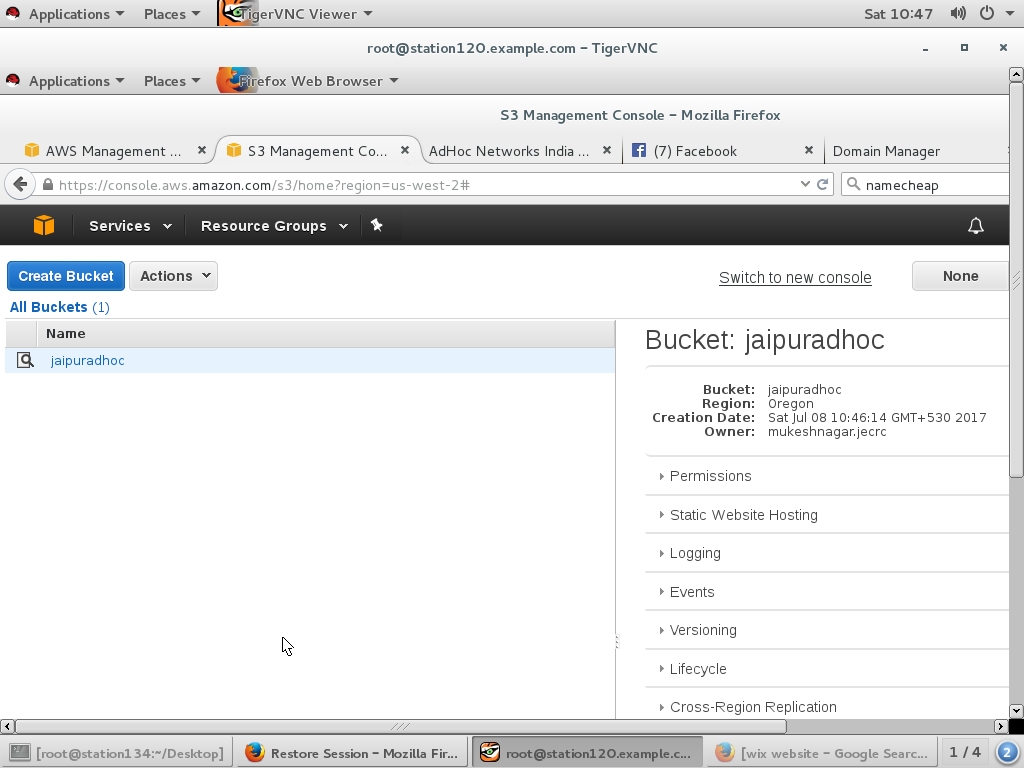 Applications Places TigerVNC Viewer Sat 10:47
root@station120.example.com - TigerVNC
Applications Places Firefox Web Browser
S3 Management Console - Mozilla Firefox
AWS Management ... S3 Management Co... AdHoc Networks India ... (7) Facebook Domain Manager
https://console.aws.amazon.com/s3/home?region=us-west-2# namecheap
Services Resource Groups
Create Bucket Actions Switch to new console None
All Buckets (1)
Name
jaipuradhoc
Bucket: jaipuradhoc
Bucket: jaipuradhoc
Region: Oregon
Creation Date: Sat Jul 08 10:46:14 GMT+530 2017
Owner: mukeshnagar.jecrc
Permissions
Static Website Hosting
Logging
Events
Versioning
Lifecycle
Cross-Region Replication
[root@station134:~/Desktop] Restore Session - Mozilla Fir... root@station120.example.c... [wix website - Google Searc... 1 / 4 2